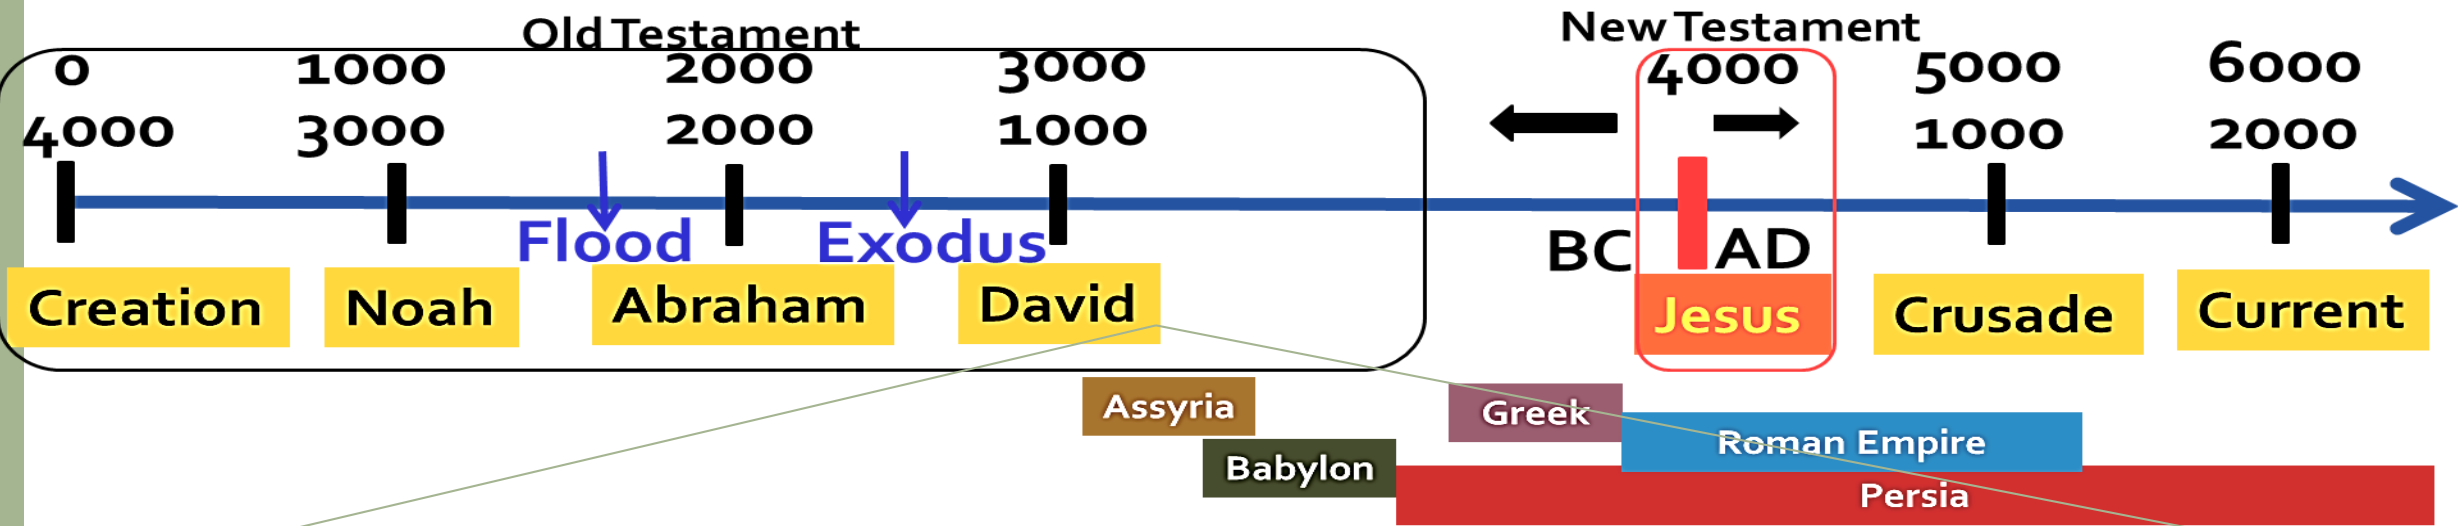 Old Testament New Testament
0 1000 2000 3000 4000 5000 6000
4000 3000 2000 1000 1000 2000
Flood Exodus BC AD
Creation Noah Abraham David Jesus Crusade Current
Assyria Greek
Roman Empire
Babylon
Persia